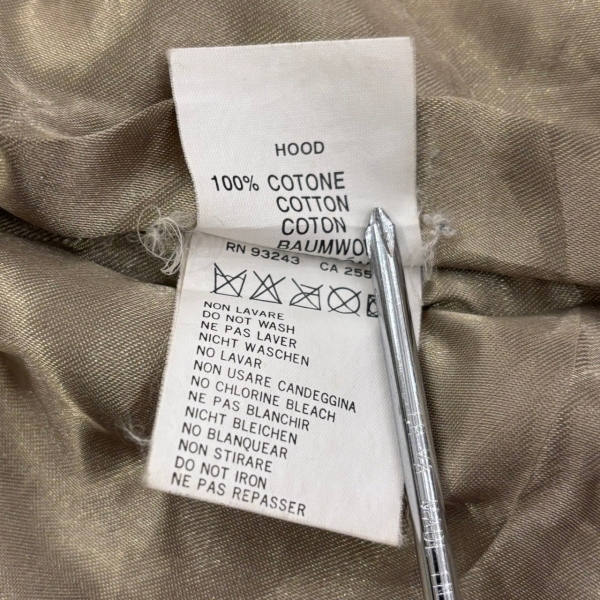 HOOD
100% COTONE
COTTON
COTON
RN 93243 CA 255
NON LAVARE
DO NOT WASH
NE PAS LAVER
NICHT WASCHEN
NO LAVAR
NON USARE CANDEGGINA
NO CHLORINE BLEACH
NE PAS BLANCHIR
NICHT BLEICHEN
NO BLANQUEAR
NON STIRARE
DO NOT IRON
NE PAS REPASSER